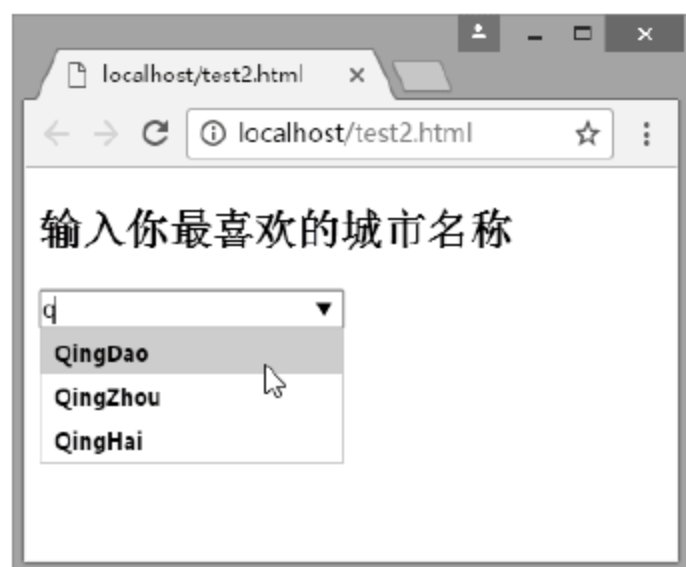 localhost/test2.html
localhost/test2.html
输入你最喜欢的城市名称
q
QingDao
QingZhou
QingHai